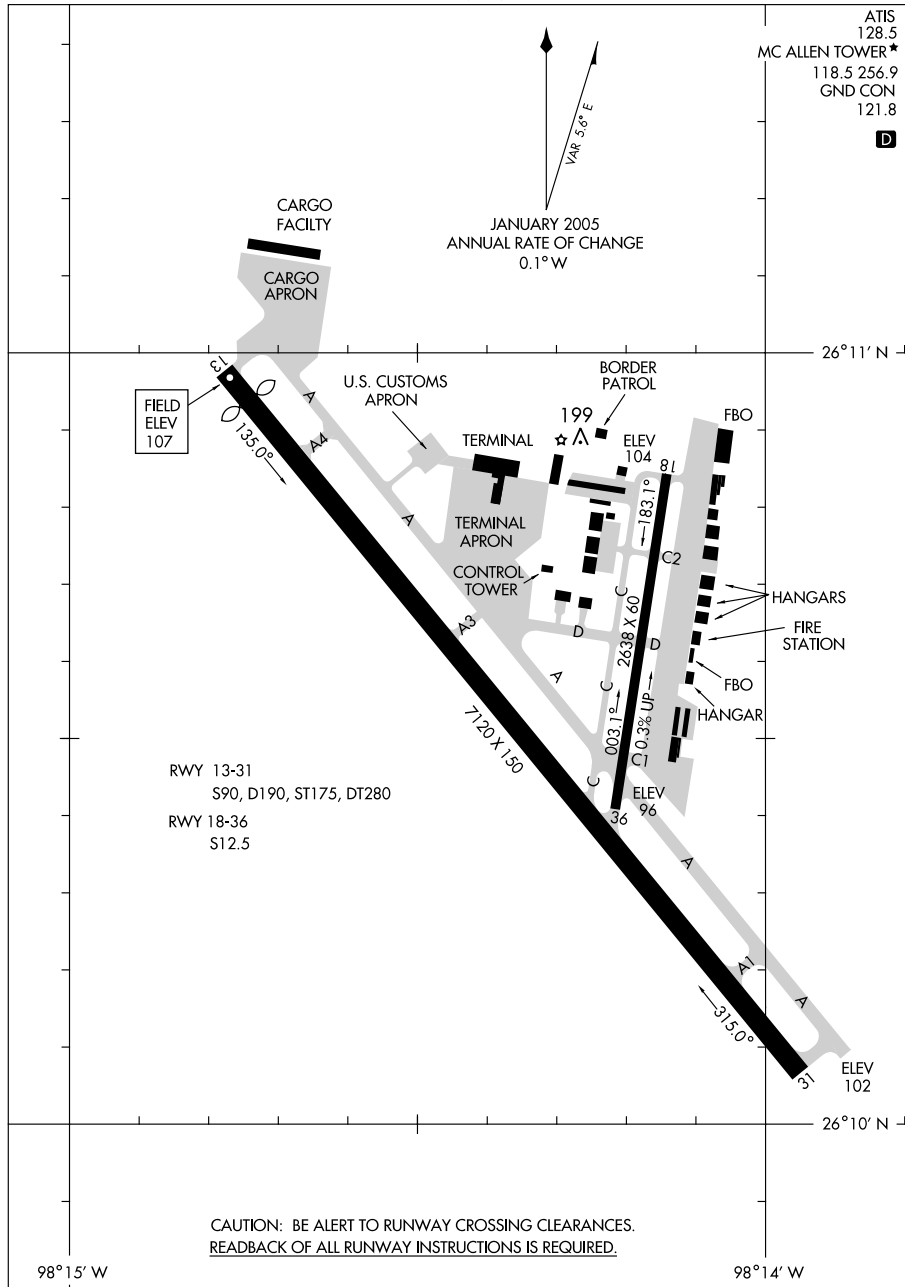 ATIS
128.5
MC ALLEN TOWER★
118.5 256.9
GND CON
121.8
D
VAR 5.6° E
JANUARY 2005
ANNUAL RATE OF CHANGE
0.1° W
CARGO
FACILTY
CARGO
APRON
26°11' N
13
FIELD
ELEV
107
135.0°
A
A4
U.S. CUSTOMS
APRON
TERMINAL
199
BORDER
PATROL
ELEV
104
18
FBO
A
TERMINAL
APRON
183.1°
CONTROL
TOWER
C2
C
2638 X 60
HANGARS
FIRE
STATION
A3
D
D
A
C
FBO
HANGAR
003.1°
0.3% UP
7120 X 150
C1
C
ELEV
96
36
RWY 13-31
S90, D190, ST175, DT280
RWY 18-36
S12.5
A
A1
A
315.0°
31
ELEV
102
26°10' N
CAUTION: BE ALERT TO RUNWAY CROSSING CLEARANCES.
READBACK OF ALL RUNWAY INSTRUCTIONS IS REQUIRED.
98°15' W
98°14' W